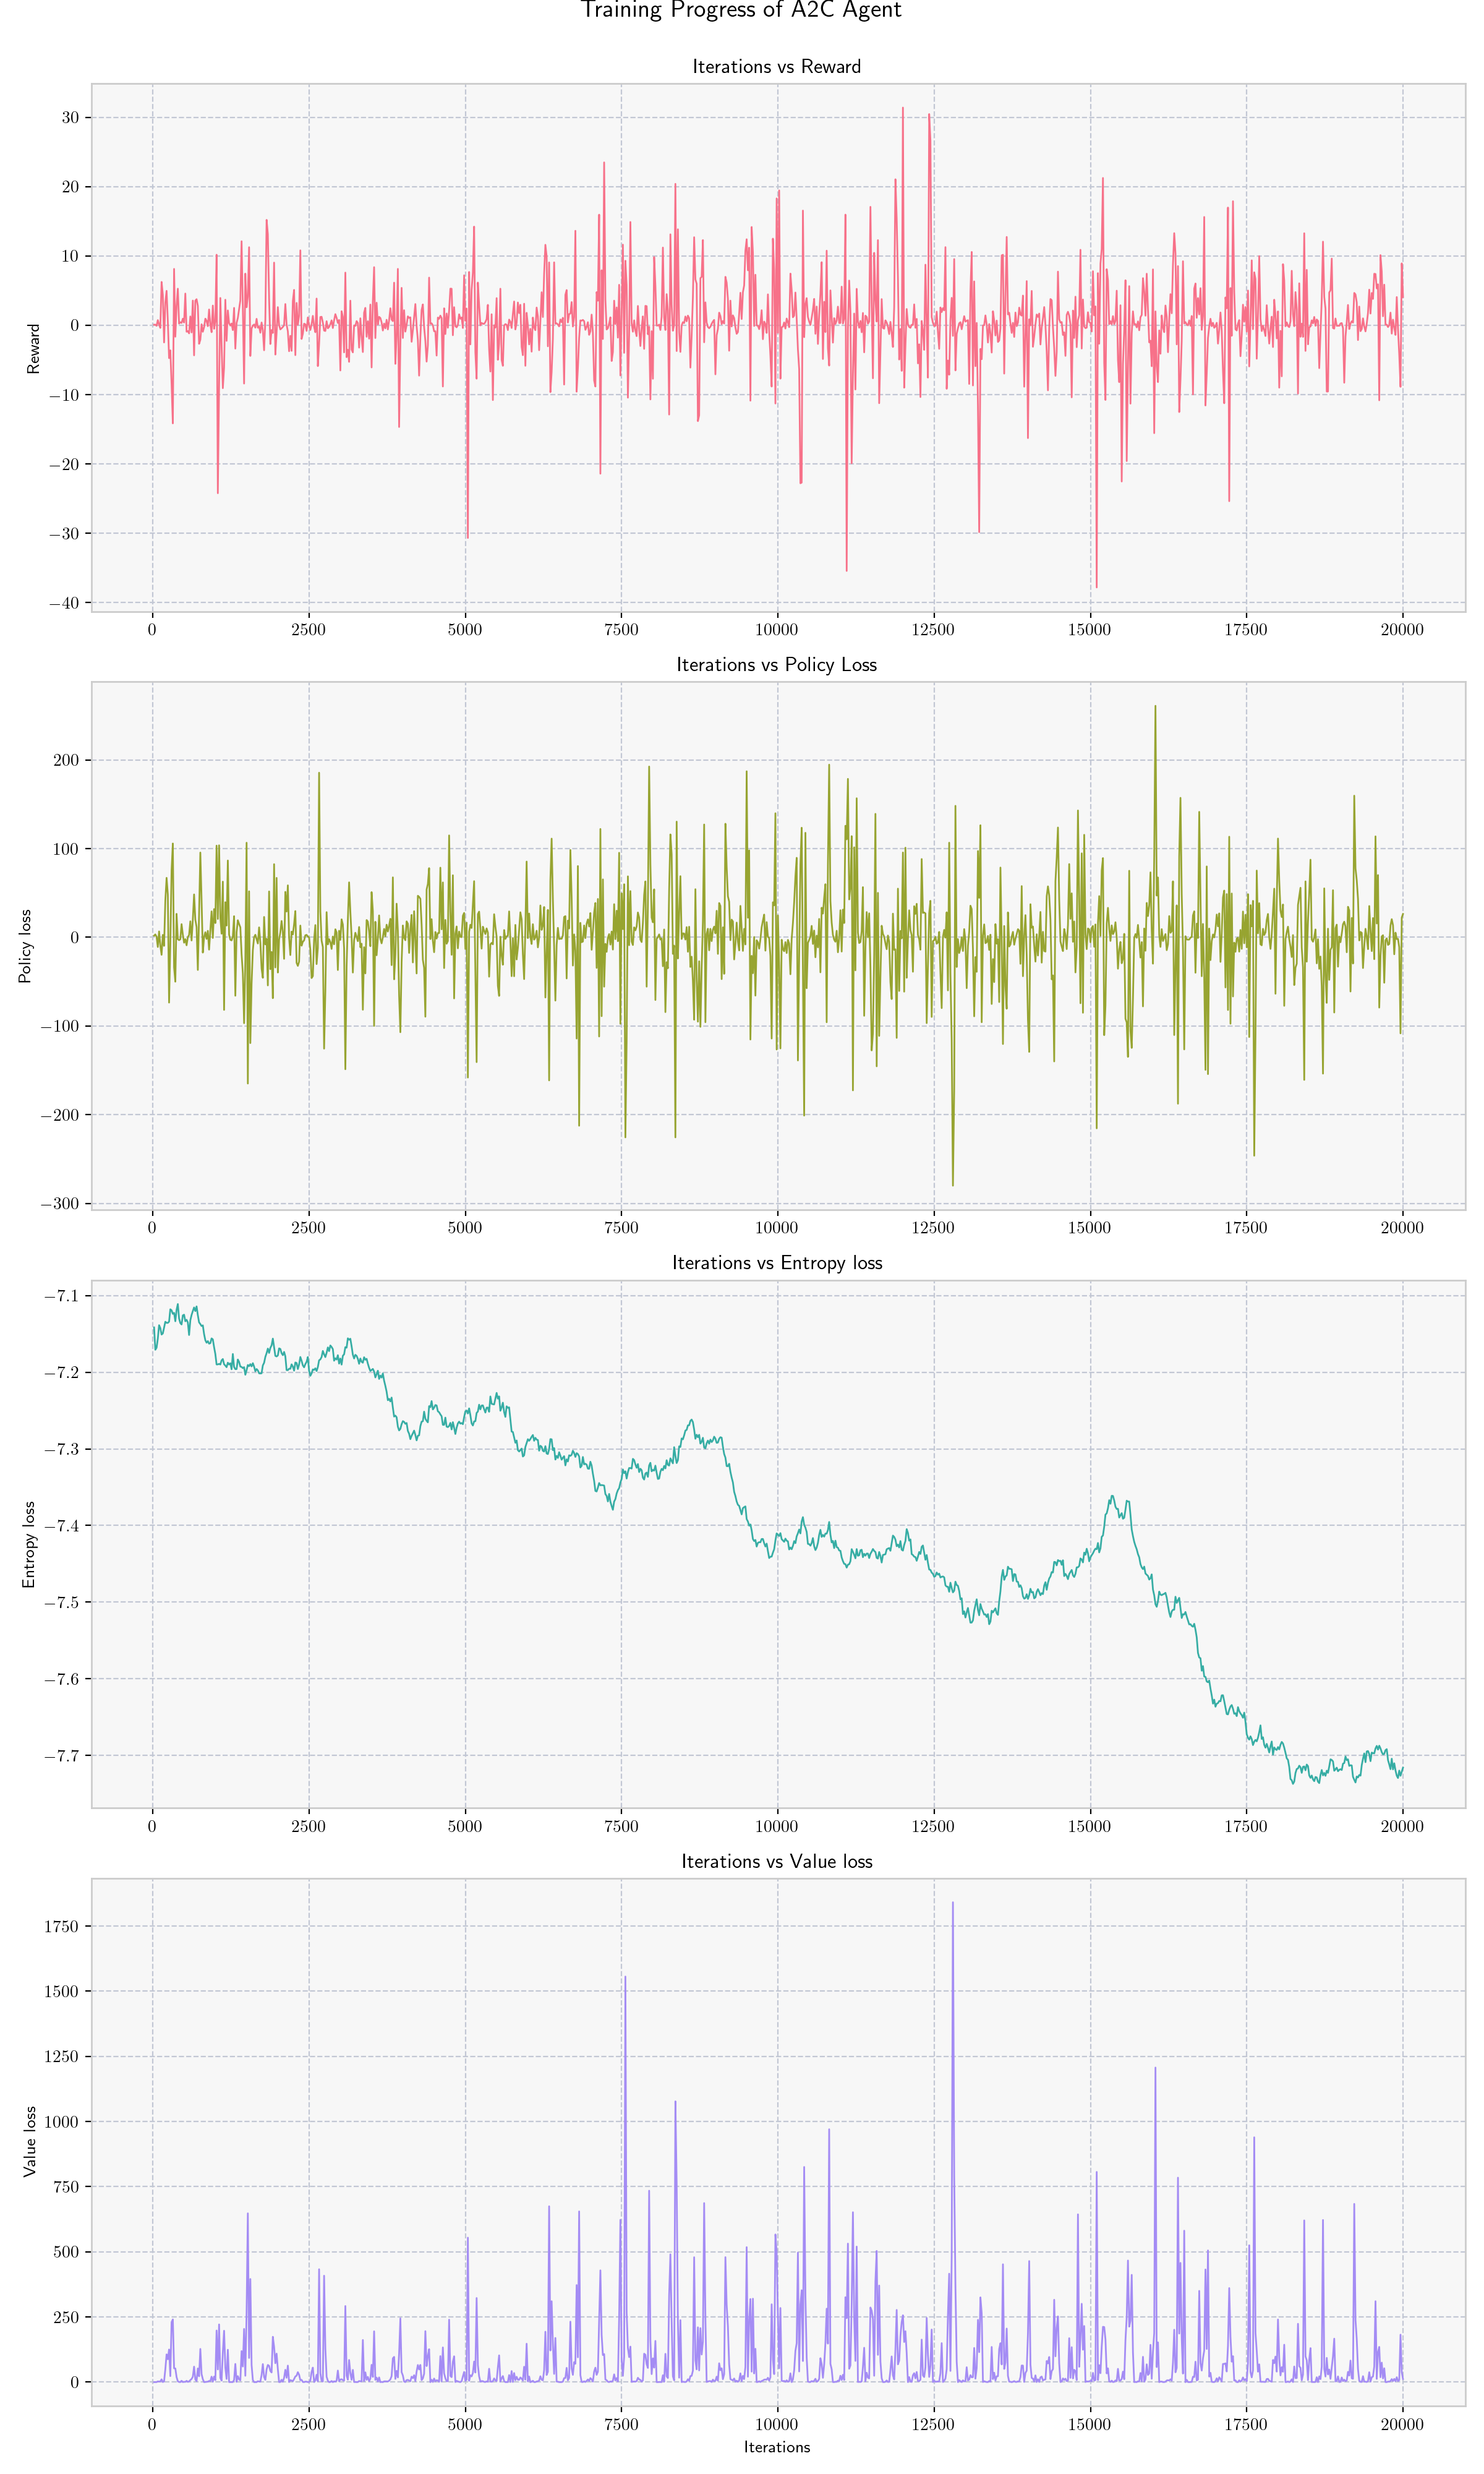 Training Progress of A2C Agent
Iterations vs Reward
Reward
30
20
10
0
−10
−20
−30
−40
0 2500 5000 7500 10000 12500 15000 17500 20000
Iterations vs Policy Loss
Policy loss
200
100
0
−100
−200
−300
0 2500 5000 7500 10000 12500 15000 17500 20000
Iterations vs Entropy loss
Entropy loss
−7.1
−7.2
−7.3
−7.4
−7.5
−7.6
−7.7
0 2500 5000 7500 10000 12500 15000 17500 20000
Iterations vs Value loss
Value loss
1750
1500
1250
1000
750
500
250
0
0 2500 5000 7500 10000 12500 15000 17500 20000
Iterations